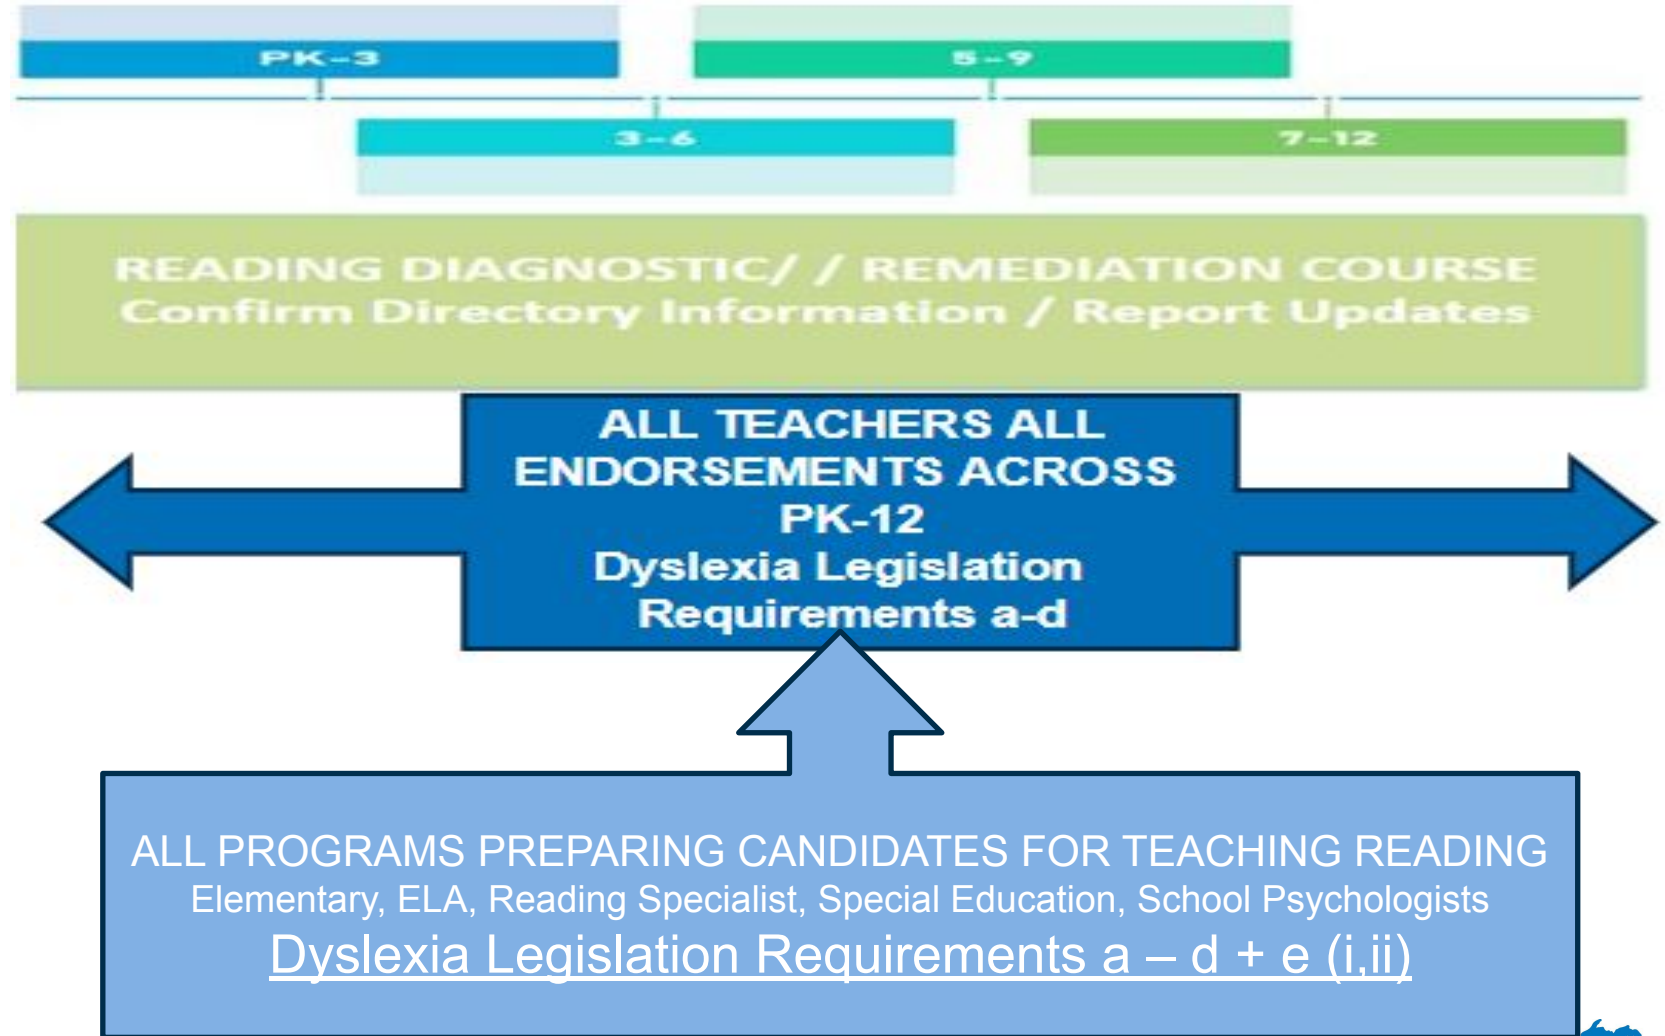 PK–3
5–9
3–6
7–12
READING DIAGNOSTIC/ / REMEDIATION COURSE
Confirm Directory Information / Report Updates
ALL TEACHERS ALL
ENDORSEMENTS ACROSS
PK-12
Dyslexia Legislation
Requirements a-d
ALL PROGRAMS PREPARING CANDIDATES FOR TEACHING READING
Elementary, ELA, Reading Specialist, Special Education, School Psychologists
Dyslexia Legislation Requirements a – d + e (i,ii)